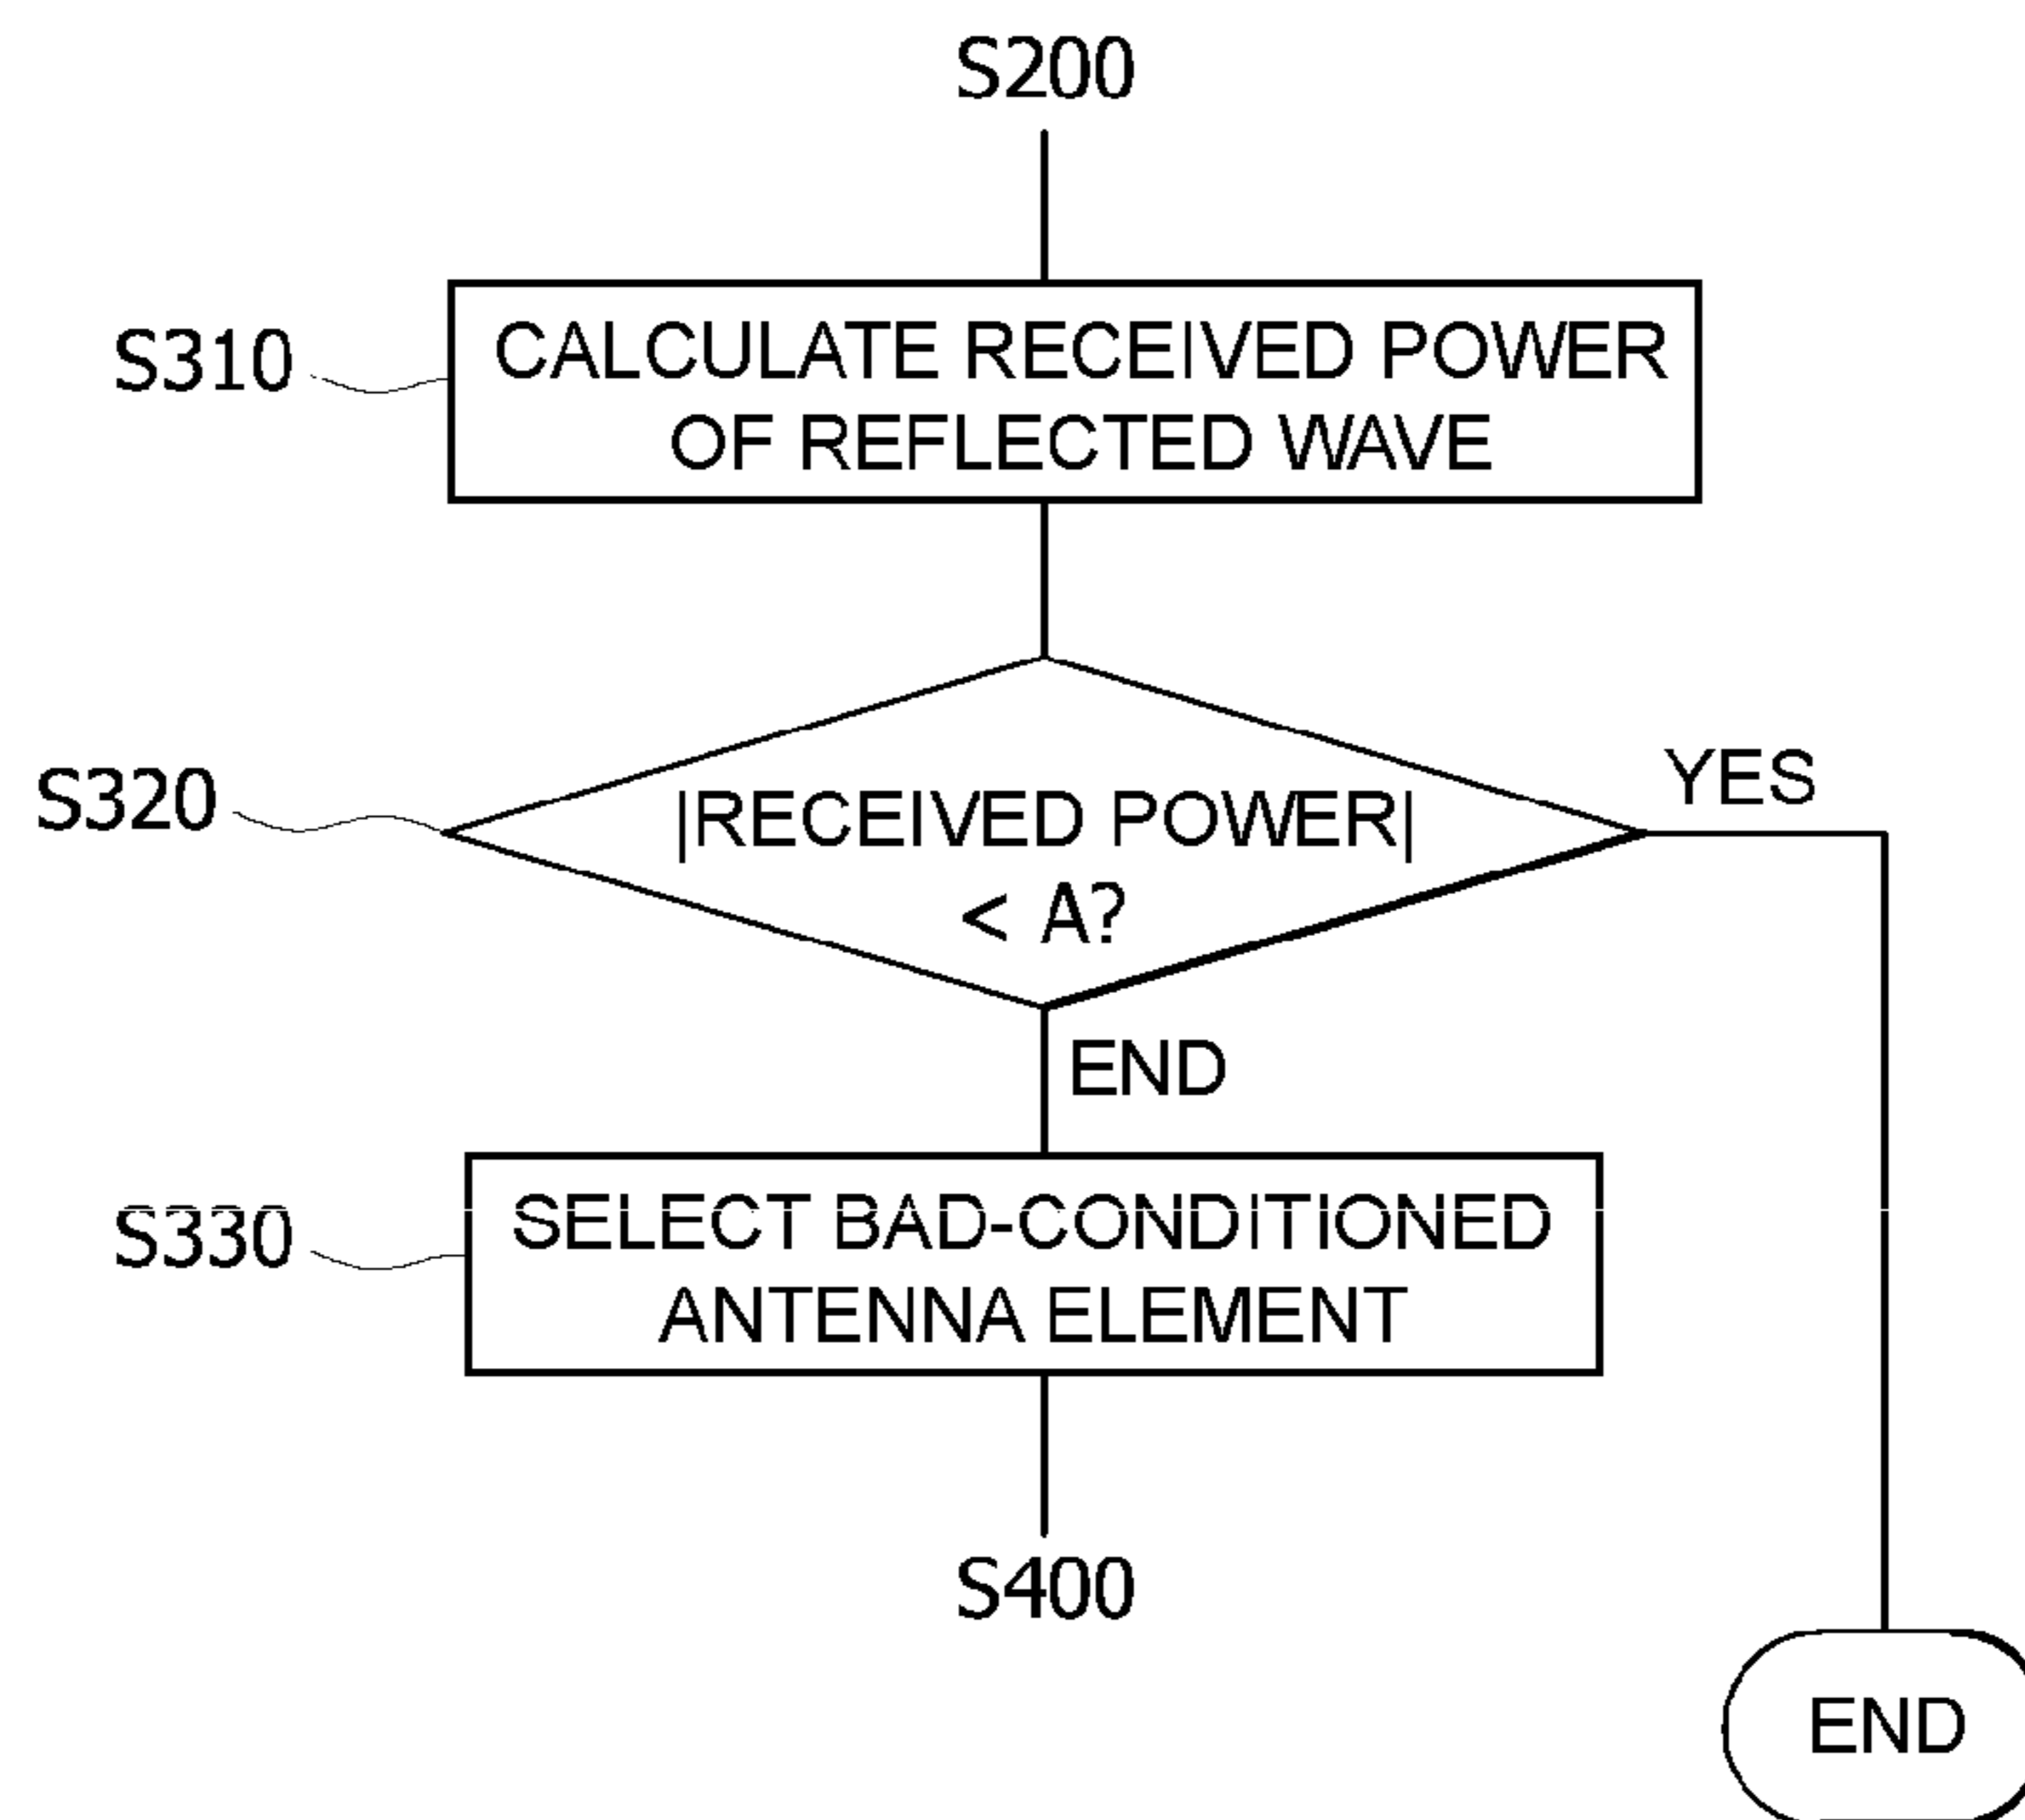 S200
S310
CALCULATE RECEIVED POWER
OF REFLECTED WAVE
S320
|RECEIVED POWER|
< A?
YES
END
S330
SELECT BAD-CONDITIONED
ANTENNA ELEMENT
S400
END